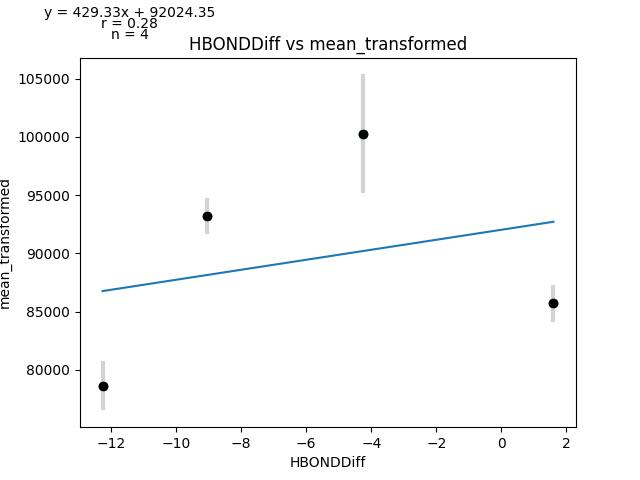 y = 429.33x + 92024.35
r = 0.28
n = 4
HBONDDiff vs mean_transformed
105000
100000
95000
90000
85000
80000
mean_transformed
−12
−10
−8
−6
−4
−2
0
2
HBONDDiff